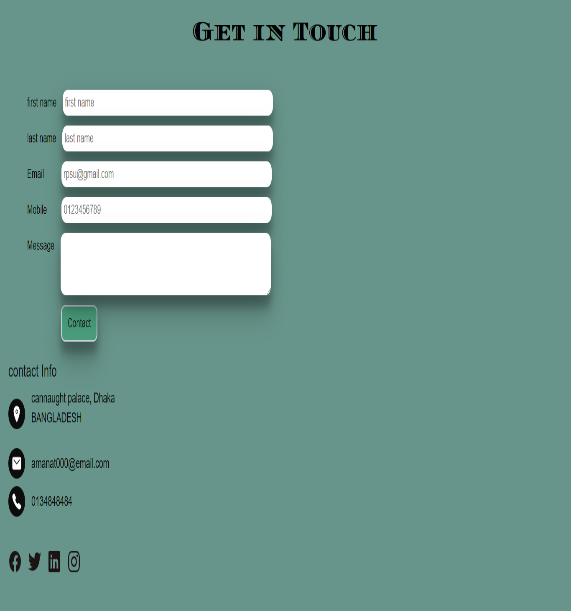 Get in Touch
first name first name
last name last name
Email rpsu@gmail.com
Mobile 0123456789
Message
Contact
contact Info
cannaught palace, Dhaka
BANGLADESH
amanat000@email.com
0134848484